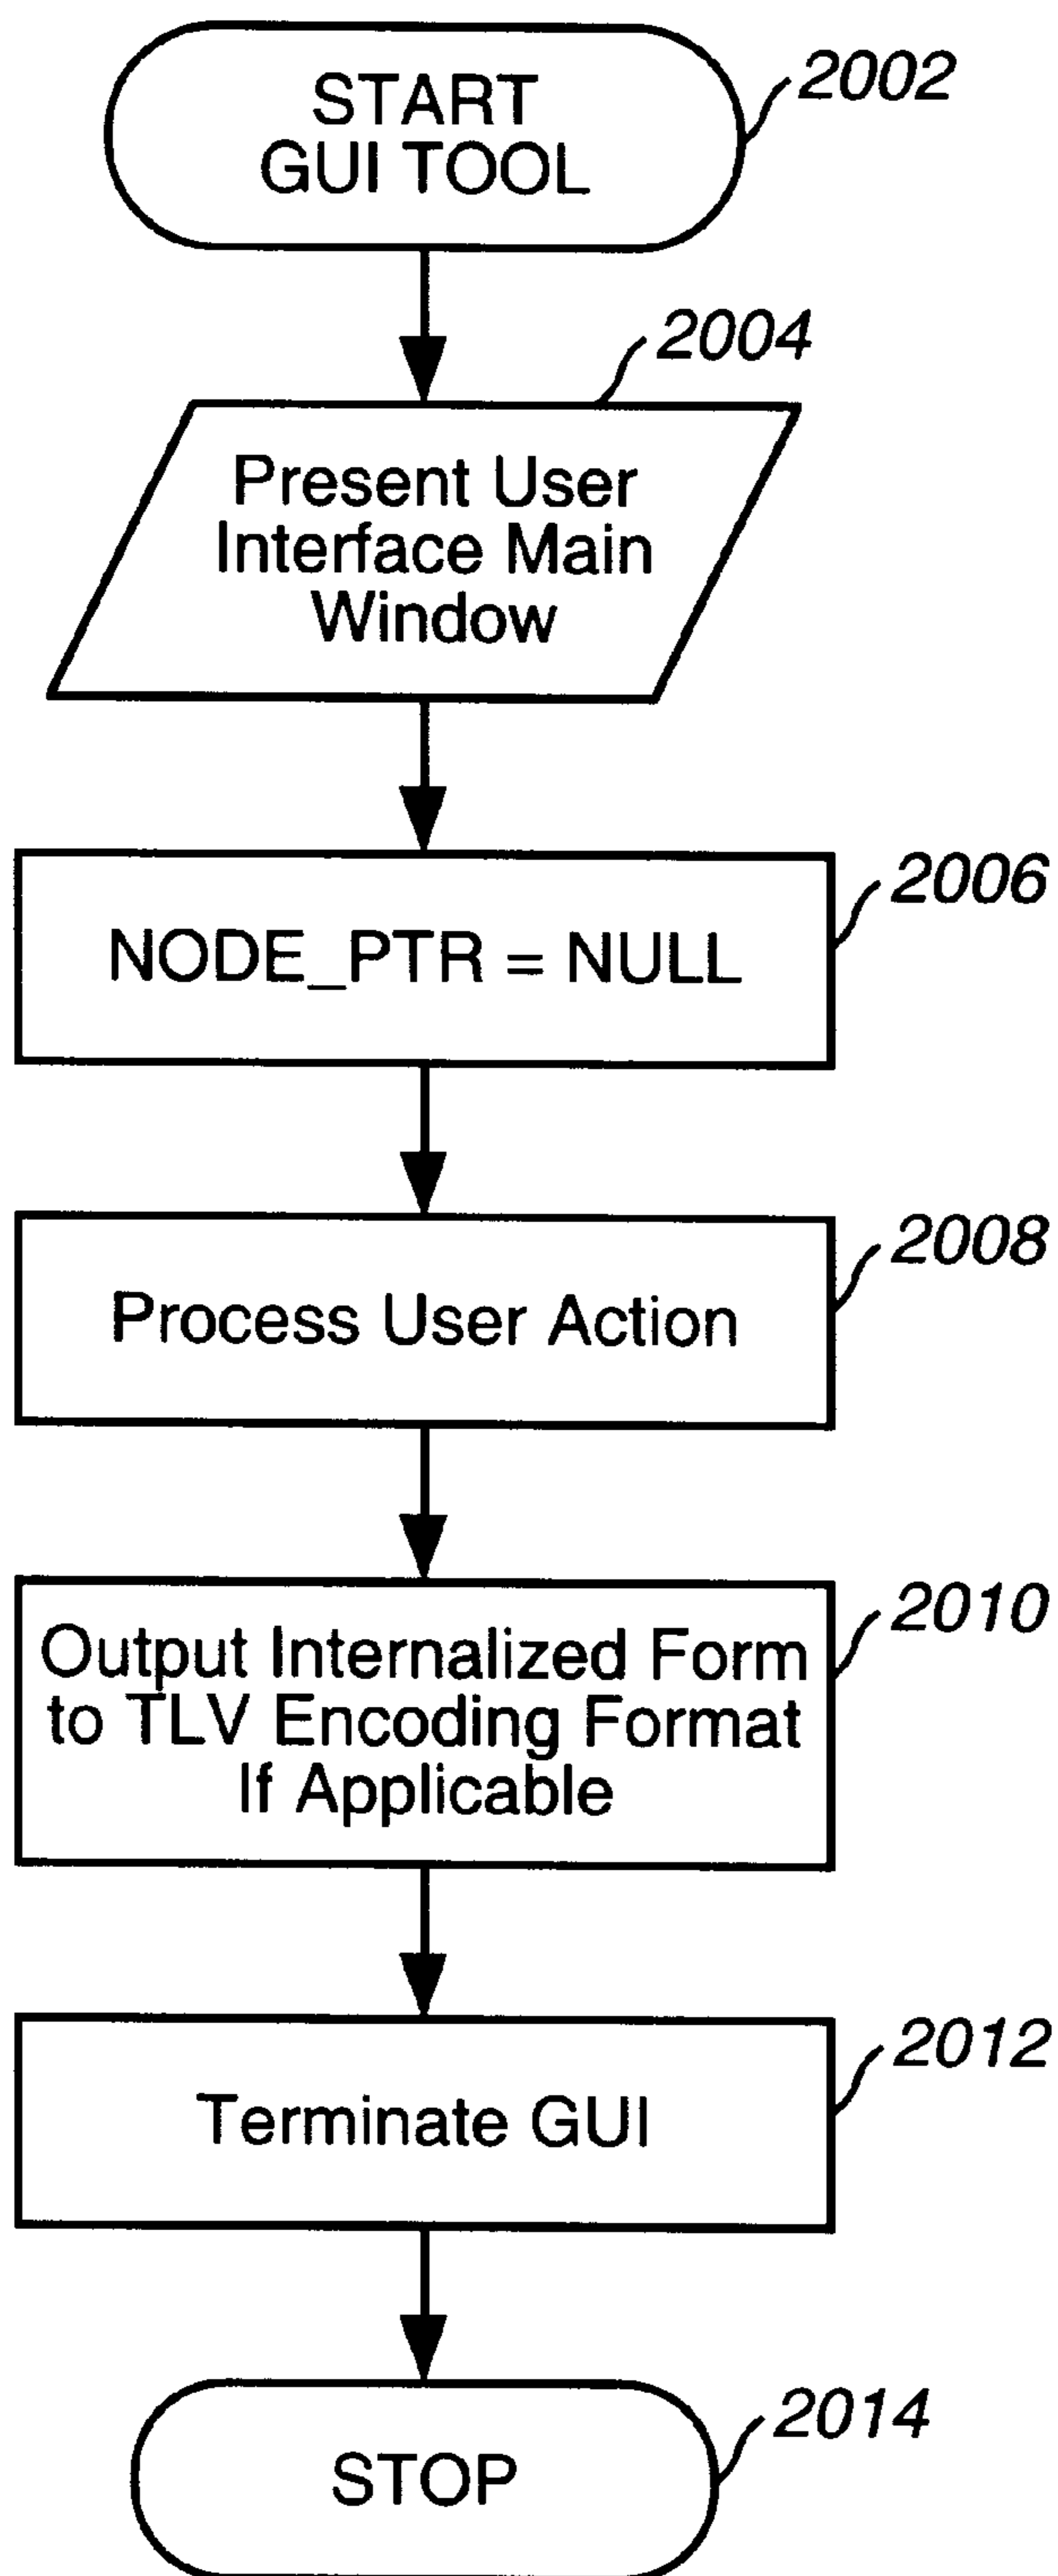 START
GUI TOOL
2002
2004
Present User
Interface Main
Window
2006
NODE_PTR = NULL
2008
Process User Action
2010
Output Internalized Form
to TLV Encoding Format
If Applicable
2012
Terminate GUI
2014
STOP